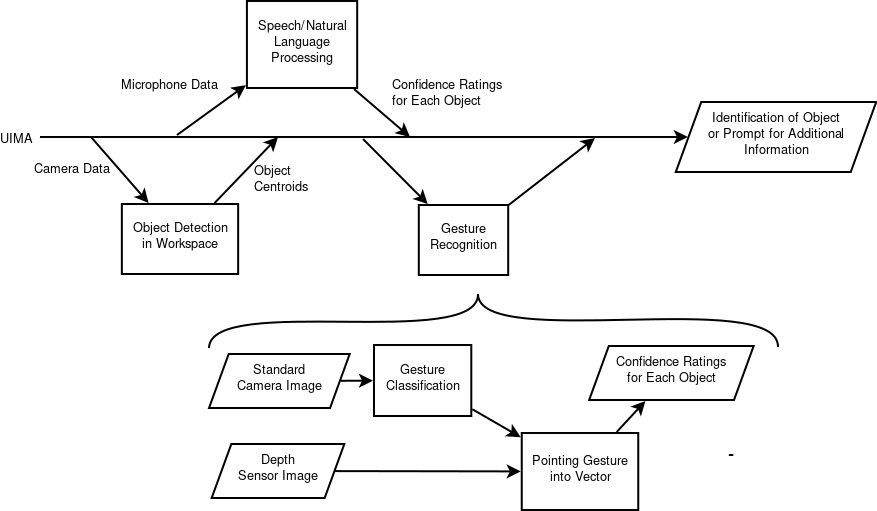 Speech/Natural
Language
Processing
Microphone Data
Confidence Ratings
for Each Object
Identification of Object
or Prompt for Additional
Information
UIMA
Camera Data
Object
Centroids
Object Detection
in Workspace
Gesture
Recognition
Standard
Camera Image
Gesture
Classification
Confidence Ratings
for Each Object
Depth
Sensor Image
Pointing Gesture
into Vector
-